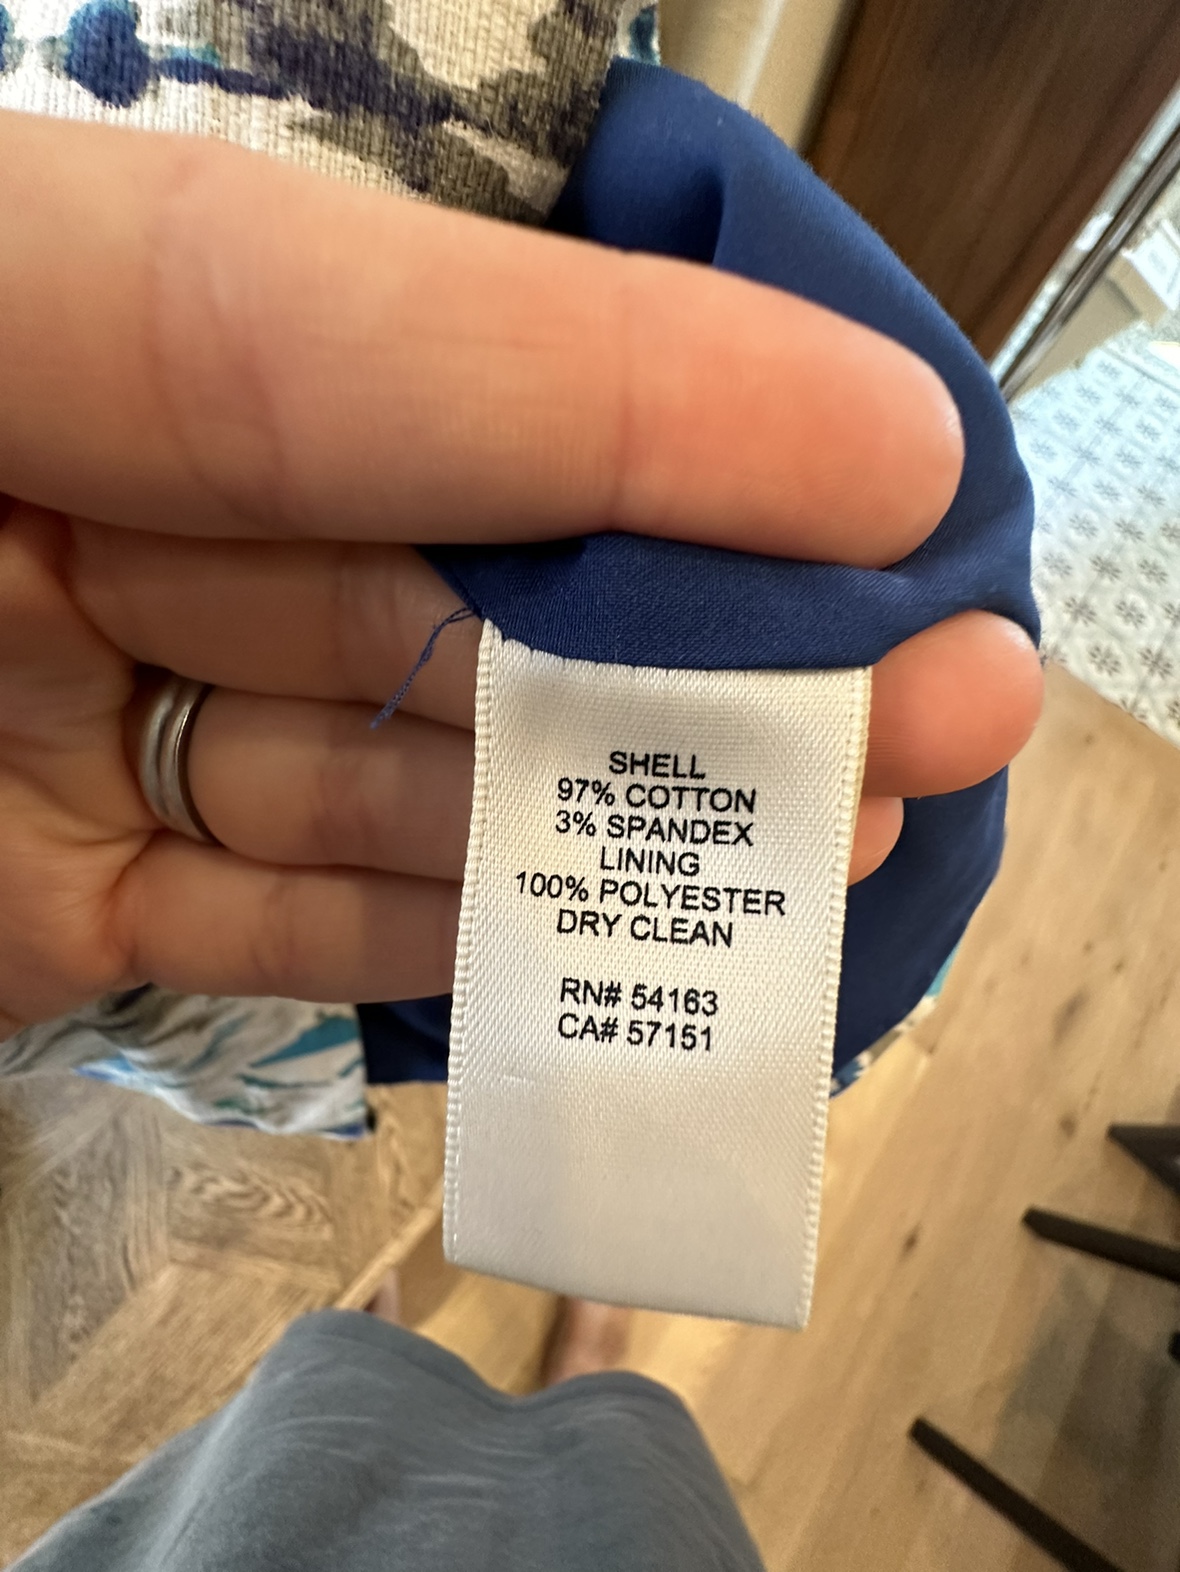 SHELL
97% COTTON
3% SPANDEX
LINING
100% POLYESTER
DRY CLEAN
RN# 54163
CA# 57151